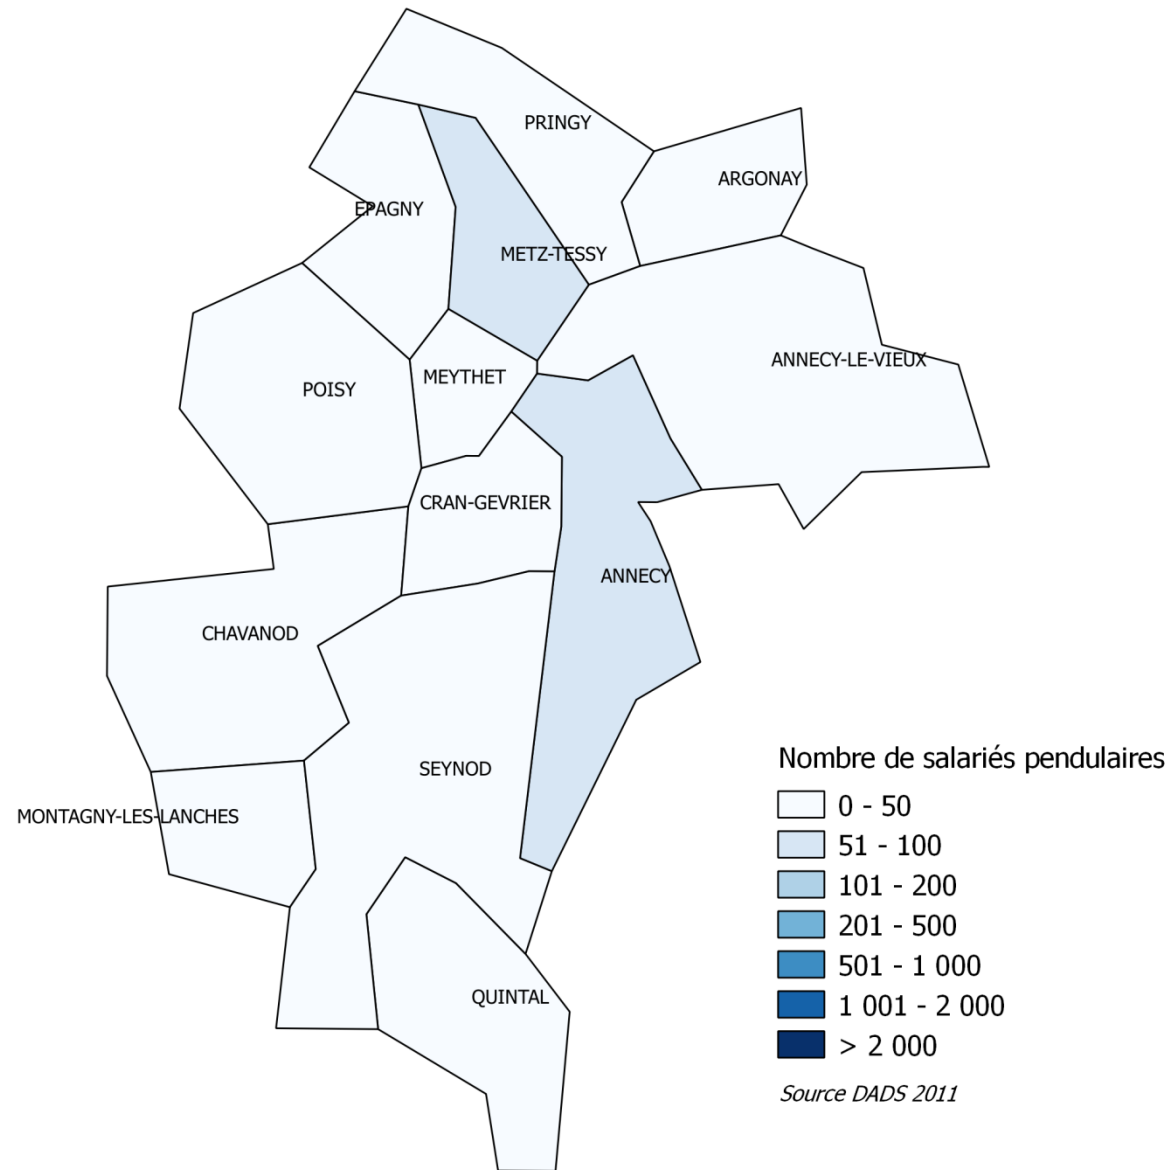 PRINGY
ARGONAY
EPAGNY
METZ-TESSY
ANNECY-LE-VIEUX
MEYTHET
POISY
CRAN-GEVRIER
ANNECY
CHAVANOD
SEYNOD
MONTAGNY-LES-LANCHES
QUINTAL
Nombre de salariés pendulaires
0 - 50
51 - 100
101 - 200
201 - 500
501 - 1 000
1 001 - 2 000
> 2 000
Source DADS 2011